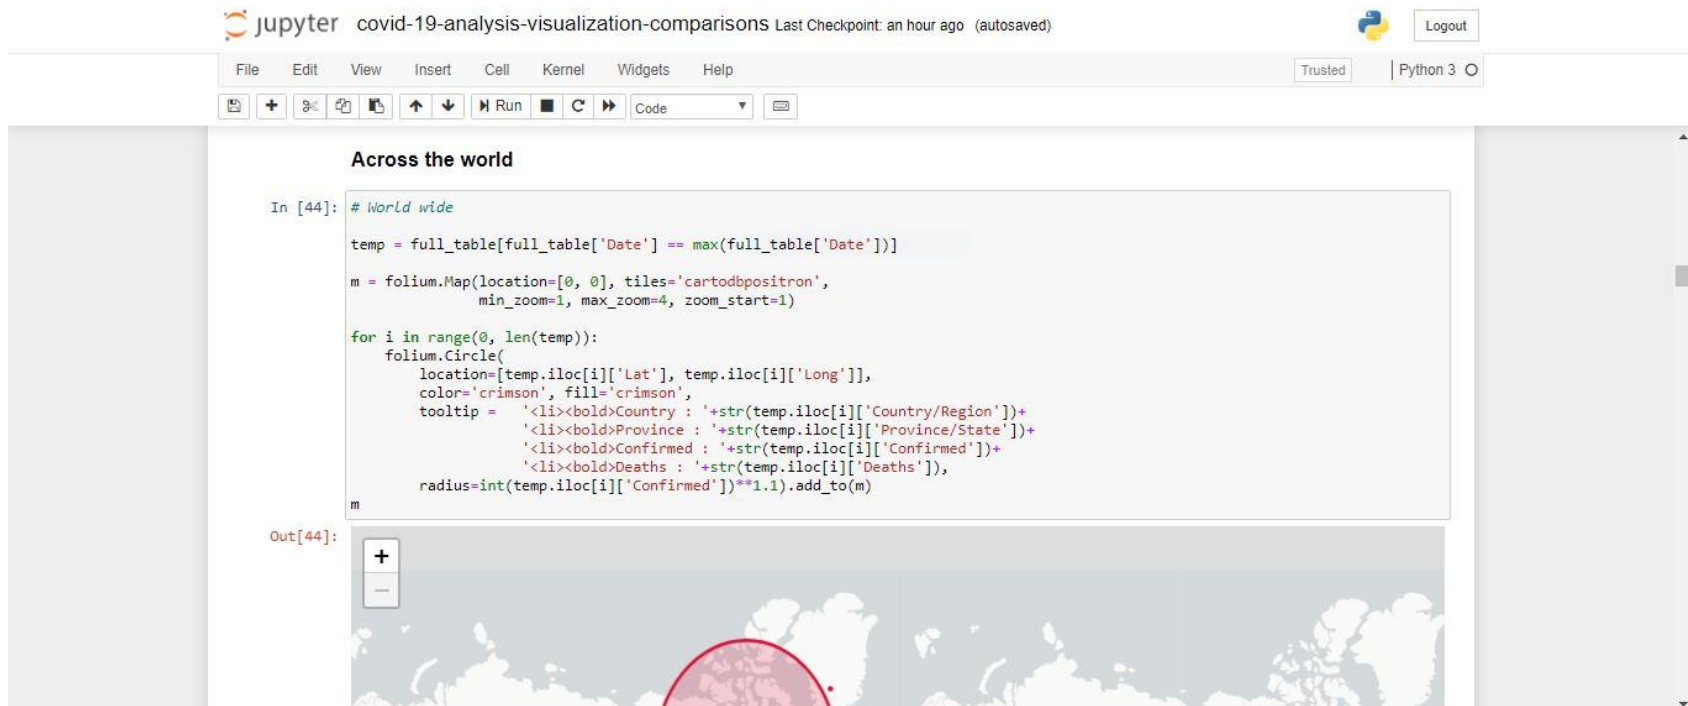 jupyter covid-19-analysis-visualization-comparisons Last Checkpoint: an hour ago (autosaved) Logout
File Edit View Insert Cell Kernel Widgets Help Trusted Python 3
Run Code
Across the world
In [44]: # World wide
temp = full_table[full_table['Date'] == max(full_table['Date'])]
m = folium.Map(location=[0, 0], tiles='cartodbpositron',
min_zoom=1, max_zoom=4, zoom_start=1)
for i in range(0, len(temp)):
folium.Circle(
location=[temp.iloc[i]['Lat'], temp.iloc[i]['Long']],
color='crimson', fill='crimson',
tooltip = '<li><bold>Country : '+str(temp.iloc[i]['Country/Region'])+
'<li><bold>Province : '+str(temp.iloc[i]['Province/State'])+
'<li><bold>Confirmed : '+str(temp.iloc[i]['Confirmed'])+
'<li><bold>Deaths : '+str(temp.iloc[i]['Deaths']),
radius=int(temp.iloc[i]['Confirmed'])**1.1).add_to(m)
m
Out[44]:
+
−